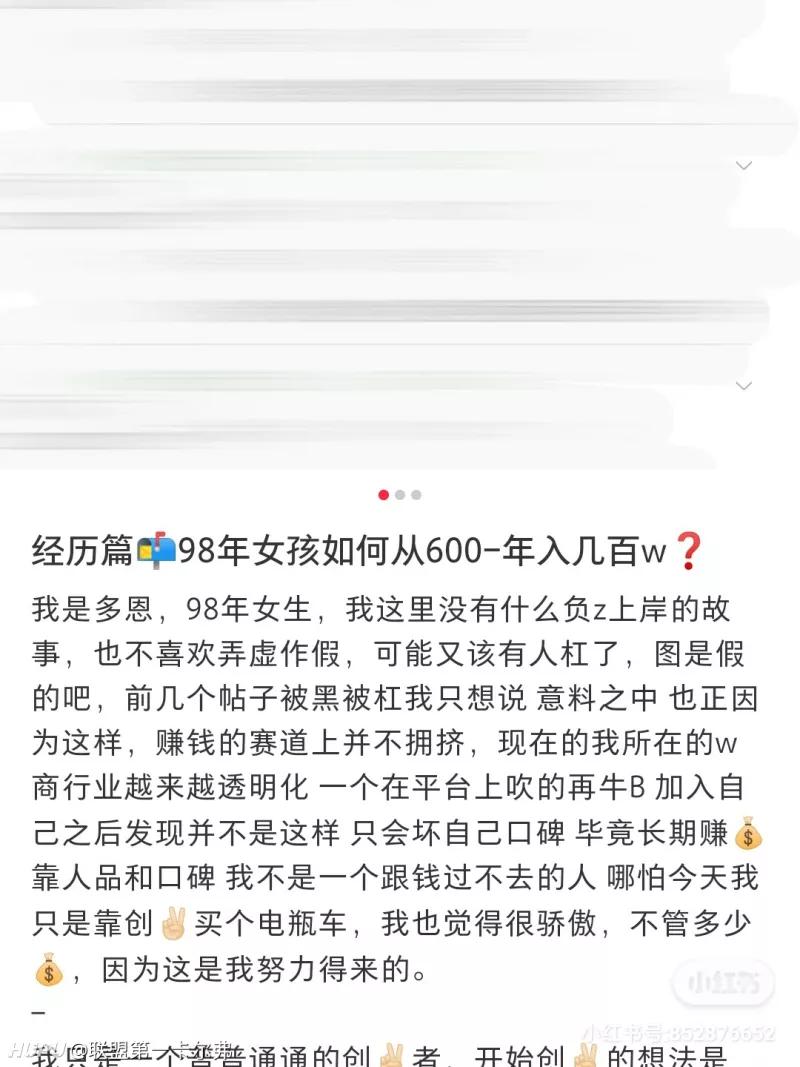 经历篇📬98年女孩如何从600-年入几百w❓
我是多恩，98年女生，我这里没有什么负z上岸的故
事，也不喜欢弄虚作假，可能又该有人杠了，图是假
的吧，前几个帖子被黑被杠我只想说 意料之中 也正因
为这样，赚钱的赛道上并不拥挤，现在的我所在的w
商行业越来越透明化 一个在平台上吹的再牛B 加入自
己之后发现并不是这样 只会坏自己口碑 毕竟长期赚💰
靠人品和口碑 我不是一个跟钱过不去的人 哪怕今天我
只是靠创✌🏻买个电瓶车，我也觉得很骄傲，不管多少
💰，因为这是我努力得来的。
–
小红书
小红书号:852876652
我只是一个普普通通的创✌🏻者，开始创✌🏻的想法是
HUPU @联盟第一卡尔弗